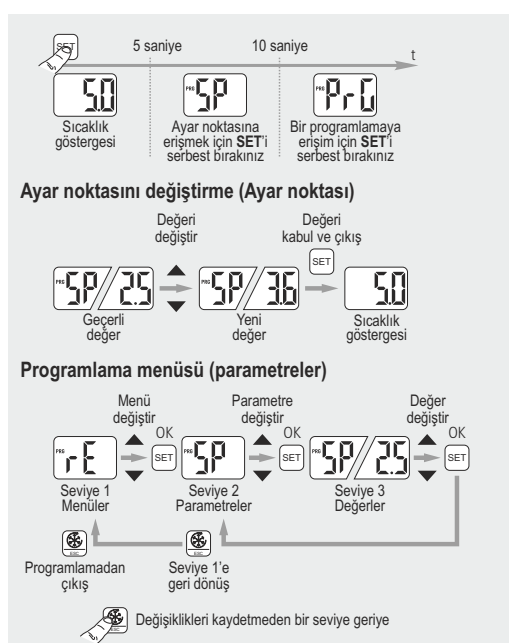 SET 5 saniye 10 saniye t
5.0 PRG SP PRG PrG
Sıcaklık göstergesi
Ayar noktasına erişmek için SET'i serbest bırakınız
Bir programlamaya erişim için SET'i serbest bırakınız
Ayar noktasını değiştirme (Ayar noktası)
Değeri değiştir
Değeri kabul ve çıkış
SET
PRG SP/2.5 PRG SP/3.6 5.0
Geçerli değer
Yeni değer
Sıcaklık göstergesi
Programlama menüsü (parametreler)
Menü değiştir
Parametre değiştir
Değer değiştir
OK OK OK
PRG rE SET PRG SP SET PRG SP/2.5 SET
Seviye 1 Menüler
Seviye 2 Parametreler
Seviye 3 Değerler
ESC ESC
Programlamadan çıkış
Seviye 1'e geri dönüş
Değişiklikleri kaydetmeden bir seviye geriye